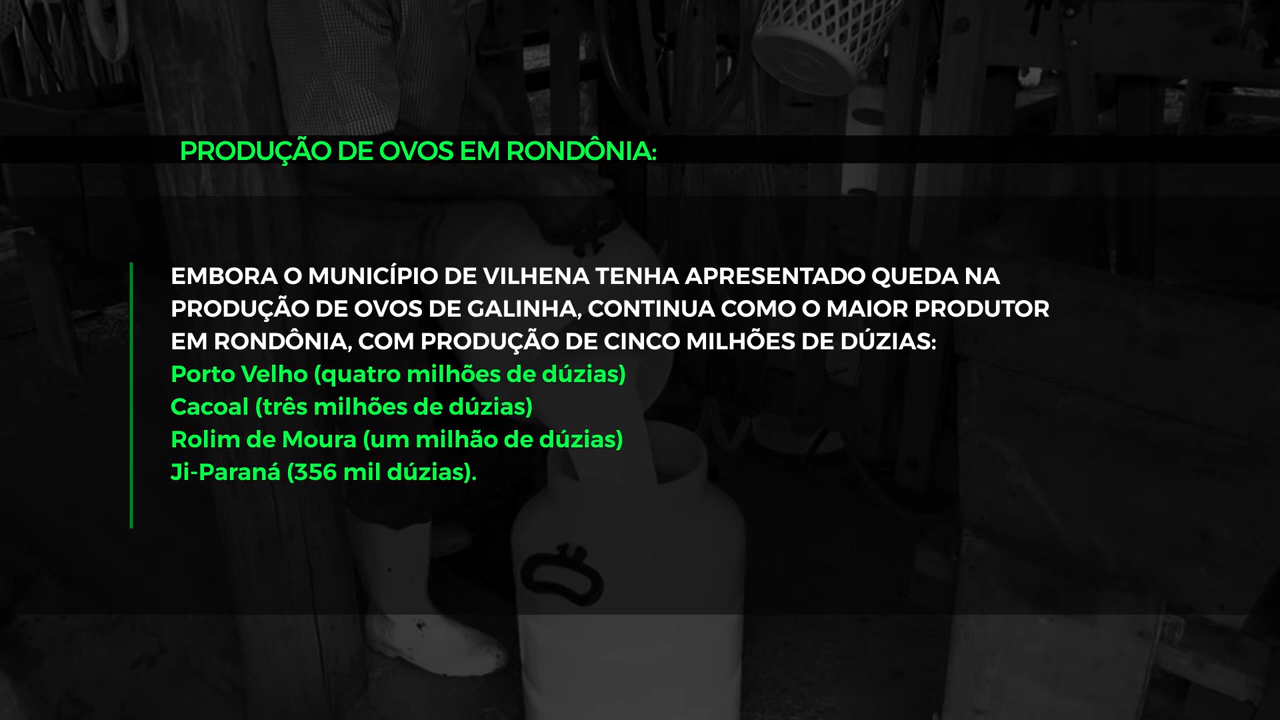 PRODUÇÃO DE OVOS EM RONDÔNIA:
EMBORA O MUNICÍPIO DE VILHENA TENHA APRESENTADO QUEDA NA
PRODUÇÃO DE OVOS DE GALINHA, CONTINUA COMO O MAIOR PRODUTOR
EM RONDÔNIA, COM PRODUÇÃO DE CINCO MILHÕES DE DÚZIAS:
Porto Velho (quatro milhões de dúzias)
Cacoal (três milhões de dúzias)
Rolim de Moura (um milhão de dúzias)
Ji-Paraná (356 mil dúzias).